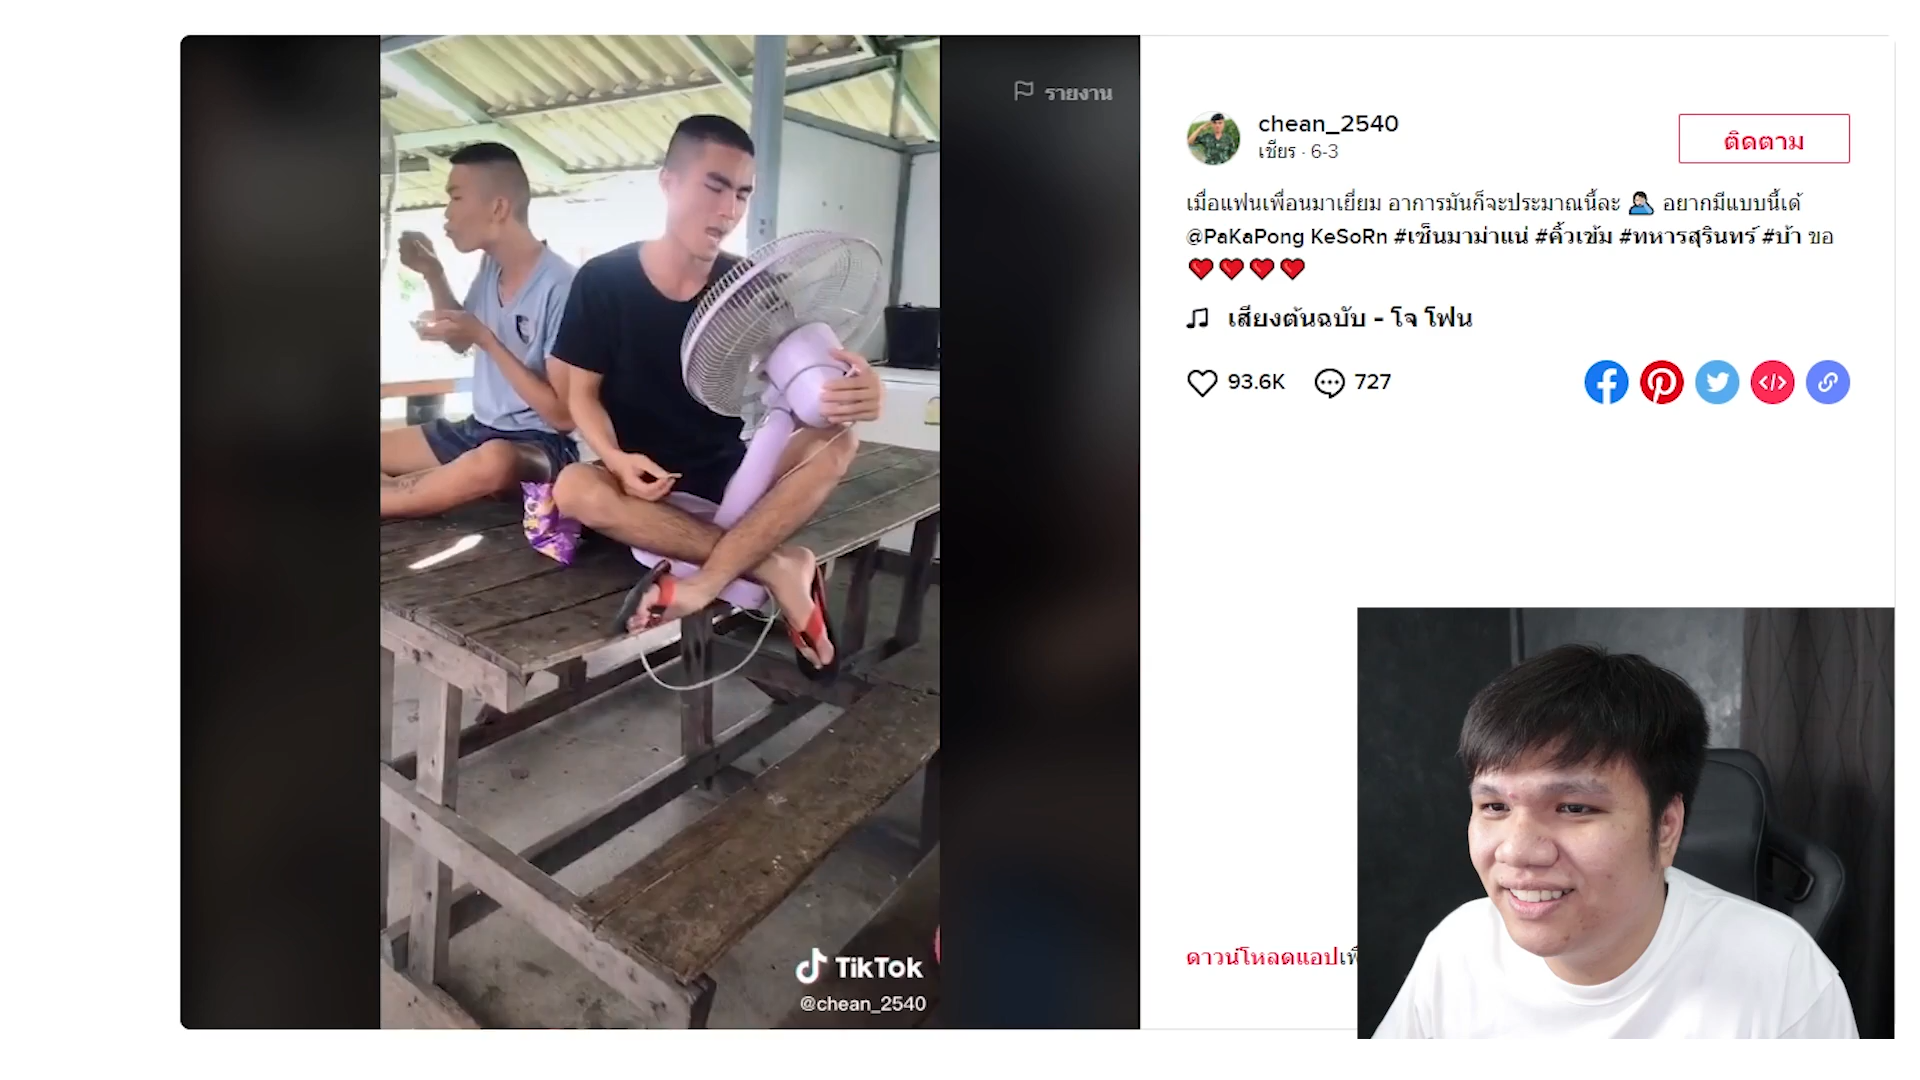 รายงาน
chean_2540
เชียร · 6-3
ติดตาม
เมื่อแฟนเพื่อนมาเยี่ยม อาการมันก็จะประมาณนี้ละ 🤦🏻‍♂️ อยากมีแบบนี้เด้
@PaKaPong KeSoRn #เซ็นมาม่าแน่ #คิ้วเข้ม #ทหารสุรินทร์ #บ้า ขอ
❤️❤️❤️❤️
เสียงต้นฉบับ - โจ โฟน
93.6K 727
ดาวน์โหลดแอปเพื่
TikTok
@chean_2540